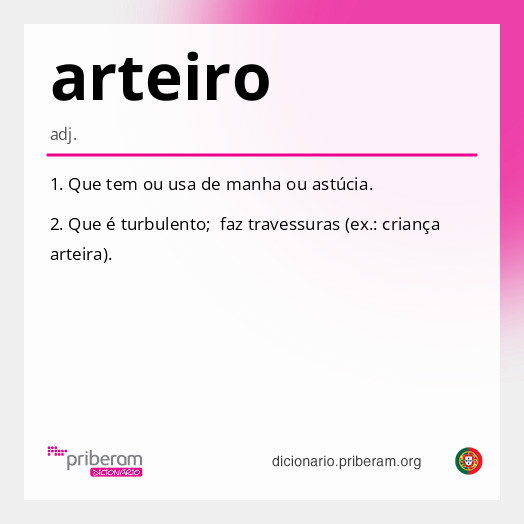 arteiro
adj.
1. Que tem ou usa de manha ou astúcia.
2. Que é turbulento;  faz travessuras (ex.: criança
arteira).
priberam
DICIONÁRIO
dicionario.priberam.org